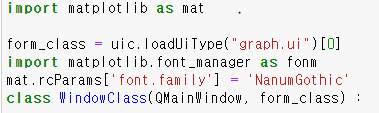 import matplotlib as mat .
form_class = uic.loadUiType("graph.ui")[0]
import matplotlib.font_manager as fonm
mat.rcParams['font.family'] = 'NanumGothic'
class WindowClass(QMainWindow, form_class) :